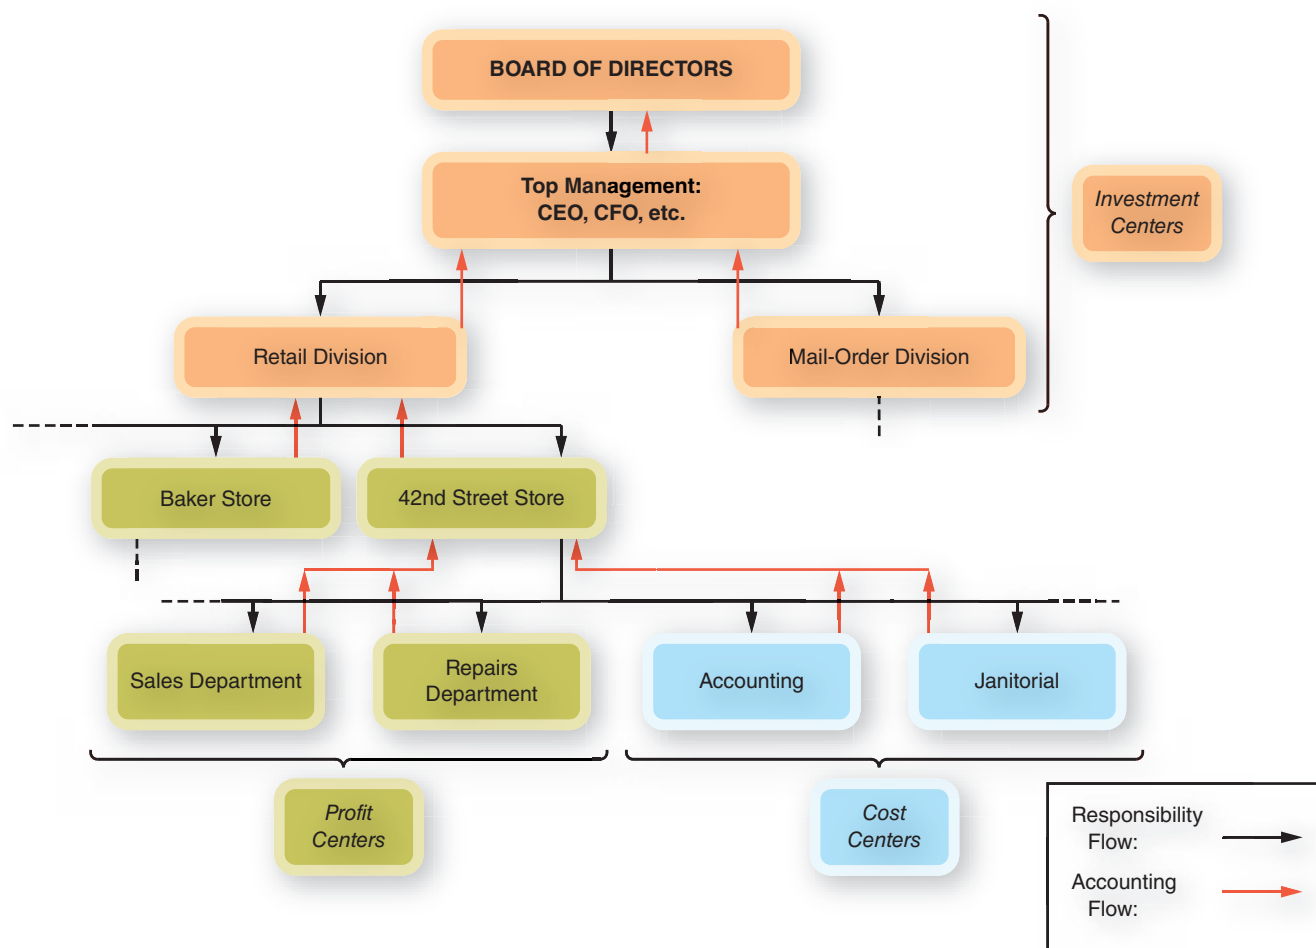 BOARD OF DIRECTORS
Top Management:
CEO, CFO, etc.
Investment
Centers
Retail Division
Mail-Order Division
Baker Store
42nd Street Store
Sales Department
Repairs
Department
Accounting
Janitorial
Profit
Centers
Cost
Centers
Responsibility
Flow:
Accounting
Flow: